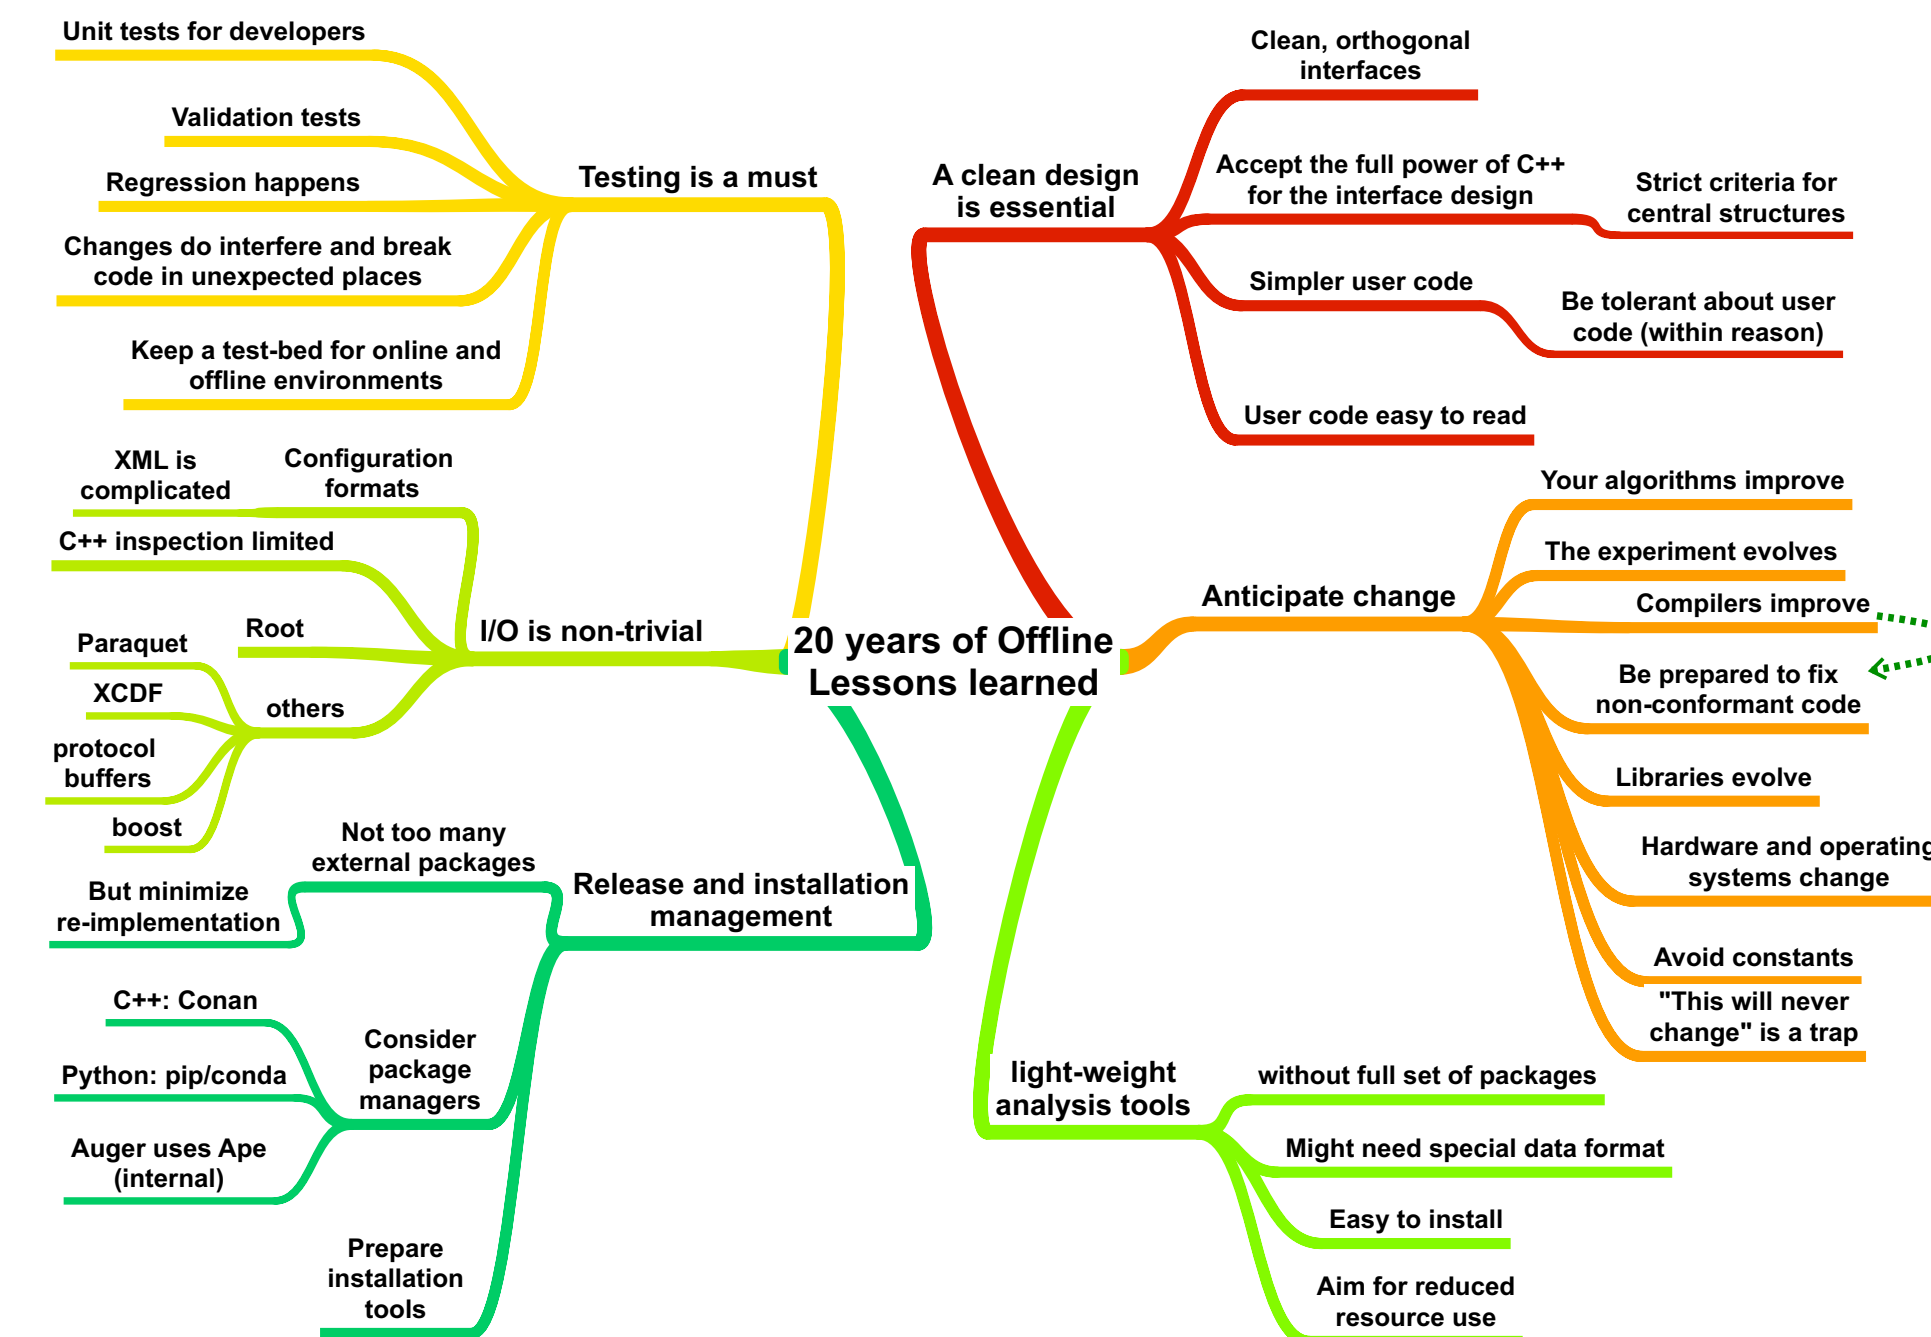 20 years of Offline
Lessons learned
A clean design
is essential
Clean, orthogonal
interfaces
Accept the full power of C++
for the interface design
Strict criteria for
central structures
Simpler user code
Be tolerant about user
code (within reason)
User code easy to read
Anticipate change
Your algorithms improve
The experiment evolves
Compilers improve
Be prepared to fix
non-conformant code
Libraries evolve
Hardware and operating
systems change
Avoid constants
"This will never
change" is a trap
light-weight
analysis tools
without full set of packages
Might need special data format
Easy to install
Aim for reduced
resource use
Testing is a must
Unit tests for developers
Validation tests
Regression happens
Changes do interfere and break
code in unexpected places
Keep a test-bed for online and
offline environments
I/O is non-trivial
Configuration
formats
XML is
complicated
C++ inspection limited
Root
others
Paraquet
XCDF
protocol
buffers
boost
Release and installation
management
Not too many
external packages
But minimize
re-implementation
Consider
package
managers
C++: Conan
Python: pip/conda
Auger uses Ape
(internal)
Prepare
installation
tools